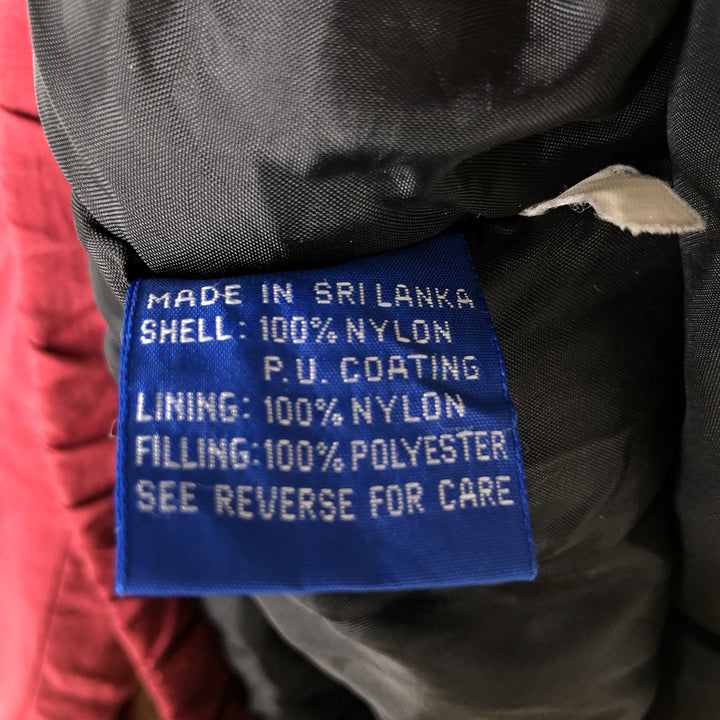 MADE IN SRI LANKA
SHELL: 100% NYLON
P.U. COATING
LINING: 100% NYLON
FILLING: 100% POLYESTER
SEE REVERSE FOR CARE